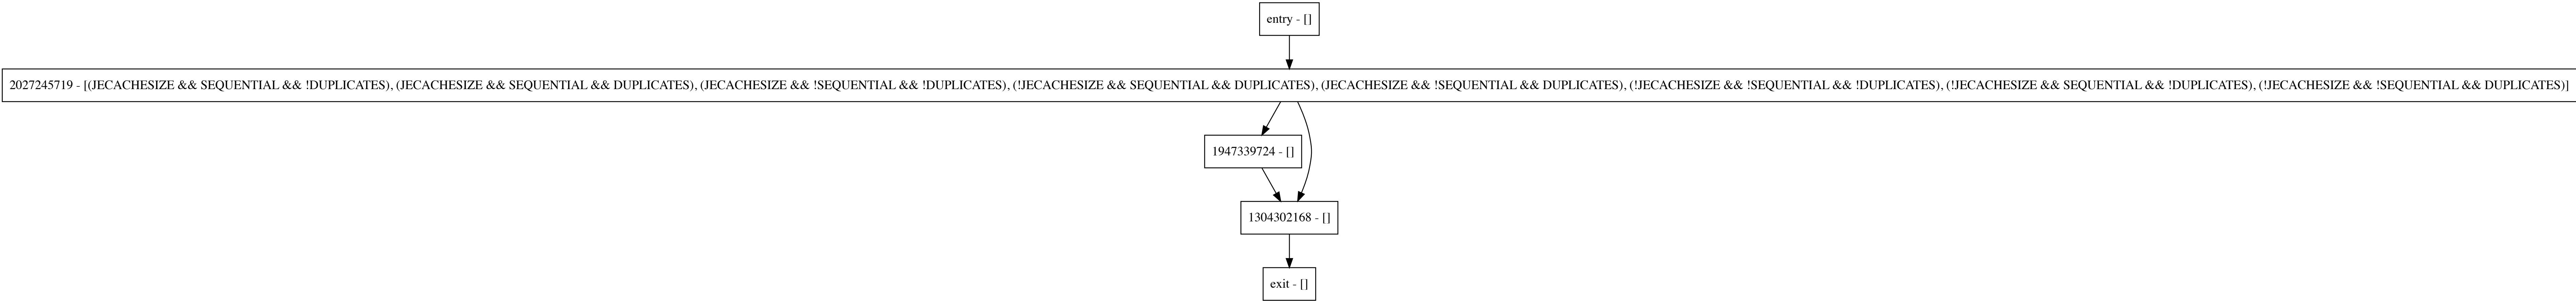 entry - []
2027245719 - [(JECACHESIZE && SEQUENTIAL && !DUPLICATES), (JECACHESIZE && SEQUENTIAL && DUPLICATES), (JECACHESIZE && !SEQUENTIAL && !DUPLICATES), (!JECACHESIZE && SEQUENTIAL && DUPLICATES), (JECACHESIZE && !SEQUENTIAL && DUPLICATES), (!JECACHESIZE && !SEQUENTIAL && !DUPLICATES), (!JECACHESIZE && SEQUENTIAL && !DUPLICATES), (!JECACHESIZE && !SEQUENTIAL && DUPLICATES)]
1947339724 - []
1304302168 - []
exit - []